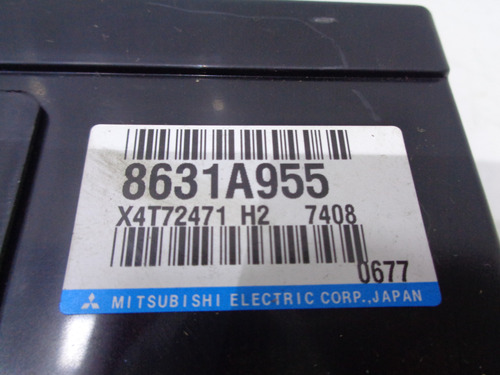 8631A955
X4T72471 H2 7408
0677
MITSUBISHI ELECTRIC CORP.,JAPAN